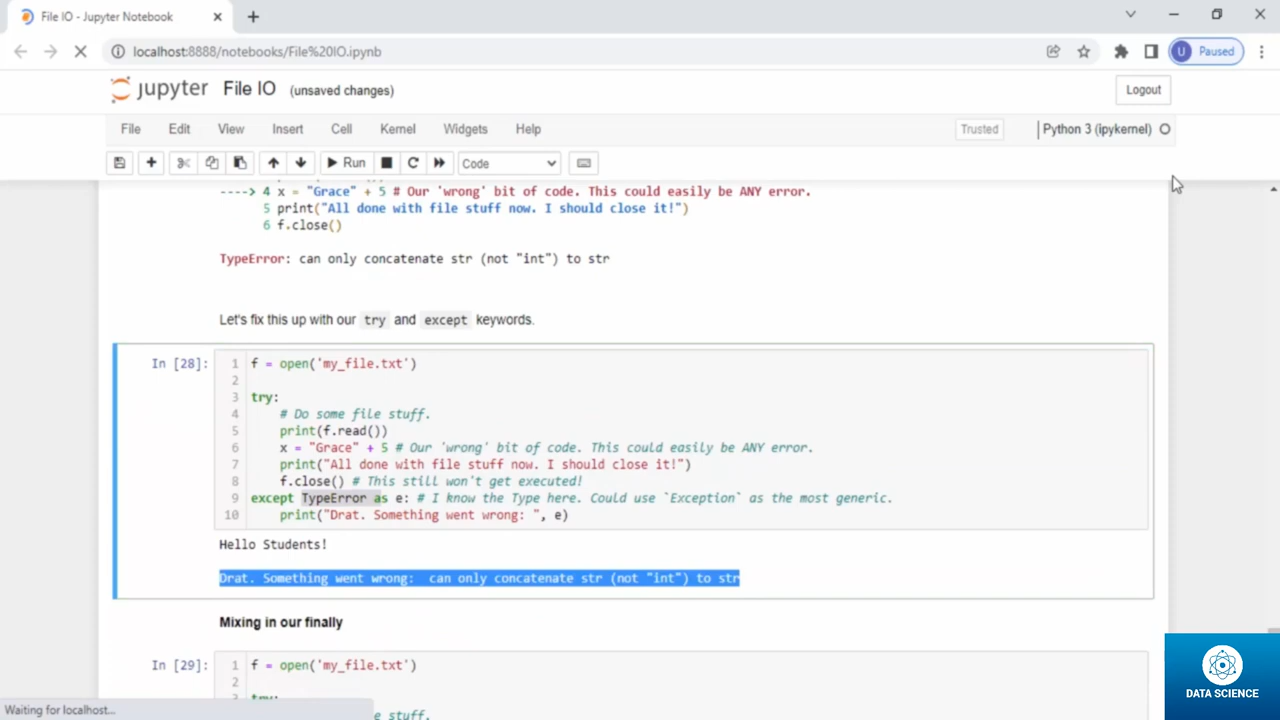 File IO - Jupyter Notebook
localhost:8888/notebooks/File%20IO.ipynb
U Paused
jupyter File IO (unsaved changes)
Logout
File Edit View Insert Cell Kernel Widgets Help
Trusted
Python 3 (ipykernel)
Run
Code
----> 4 x = "Grace" + 5 # Our 'wrong' bit of code. This could easily be ANY error.
5 print("All done with file stuff now. I should close it!")
6 f.close()
TypeError: can only concatenate str (not "int") to str
Let's fix this up with our try and except keywords.
In [28]:
1 f = open('my_file.txt')
2
3 try:
4 # Do some file stuff.
5 print(f.read())
6 x = "Grace" + 5 # Our 'wrong' bit of code. This could easily be ANY error.
7 print("All done with file stuff now. I should close it!")
8 f.close() # This still won't get executed!
9 except TypeError as e: # I know the Type here. Could use `Exception` as the most generic.
10 print("Drat. Something went wrong: ", e)
Hello Students!
Drat. Something went wrong:  can only concatenate str (not "int") to str
Mixing in our finally
In [29]:
1 f = open('my_file.txt')
2
3 try:
e stuff.
Waiting for localhost...
DATA SCIENCE